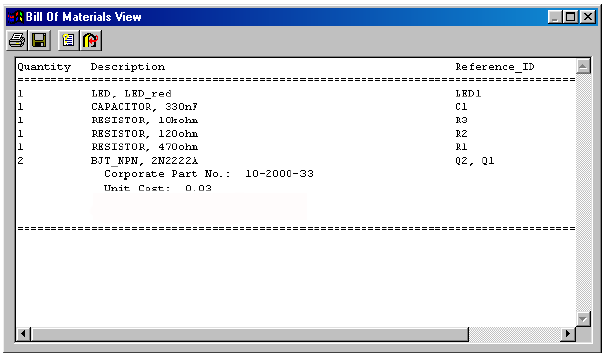 Bill Of Materials View
Quantity Description Reference_ID
================================================================
1 LED, LED_red LED1
1 CAPACITOR, 330nF C1
1 RESISTOR, 10kohm R3
1 RESISTOR, 120ohm R2
1 RESISTOR, 470ohm R1
2 BJT_NPN, 2N2222A Q2, Q1
Corporate Part No.: 10-2000-33
Unit Cost: 0.03
================================================================